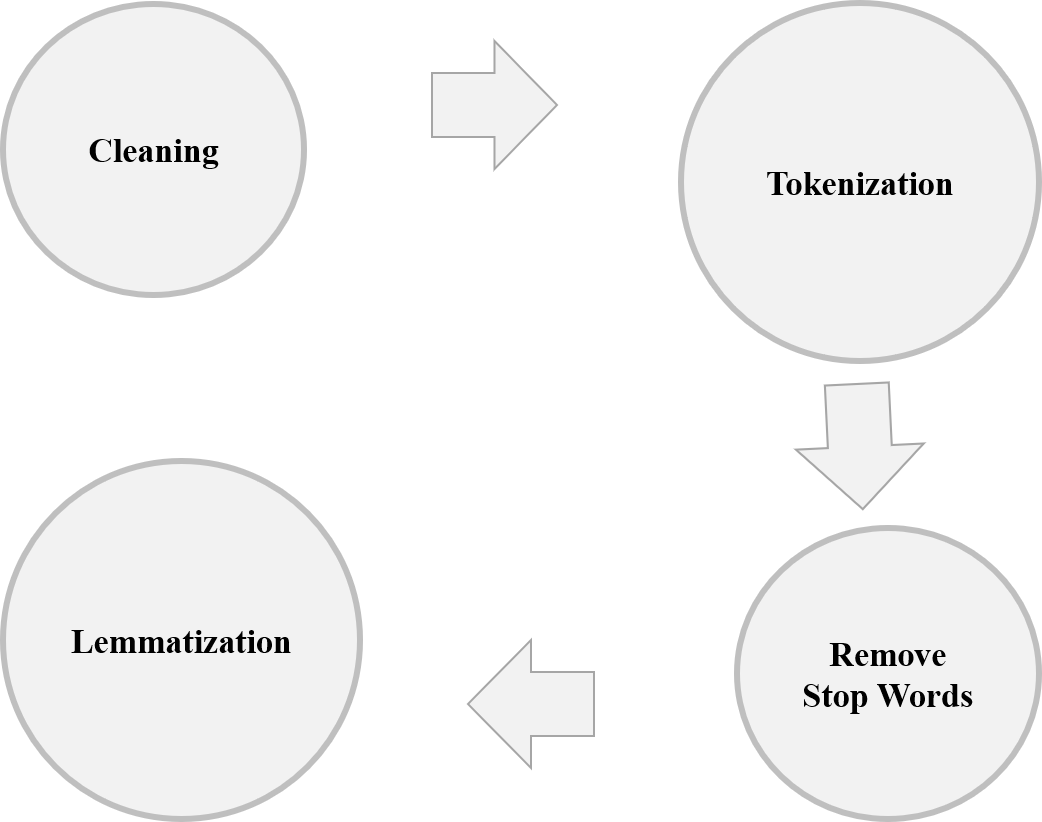 Cleaning
Tokenization
Remove
Stop Words
Lemmatization